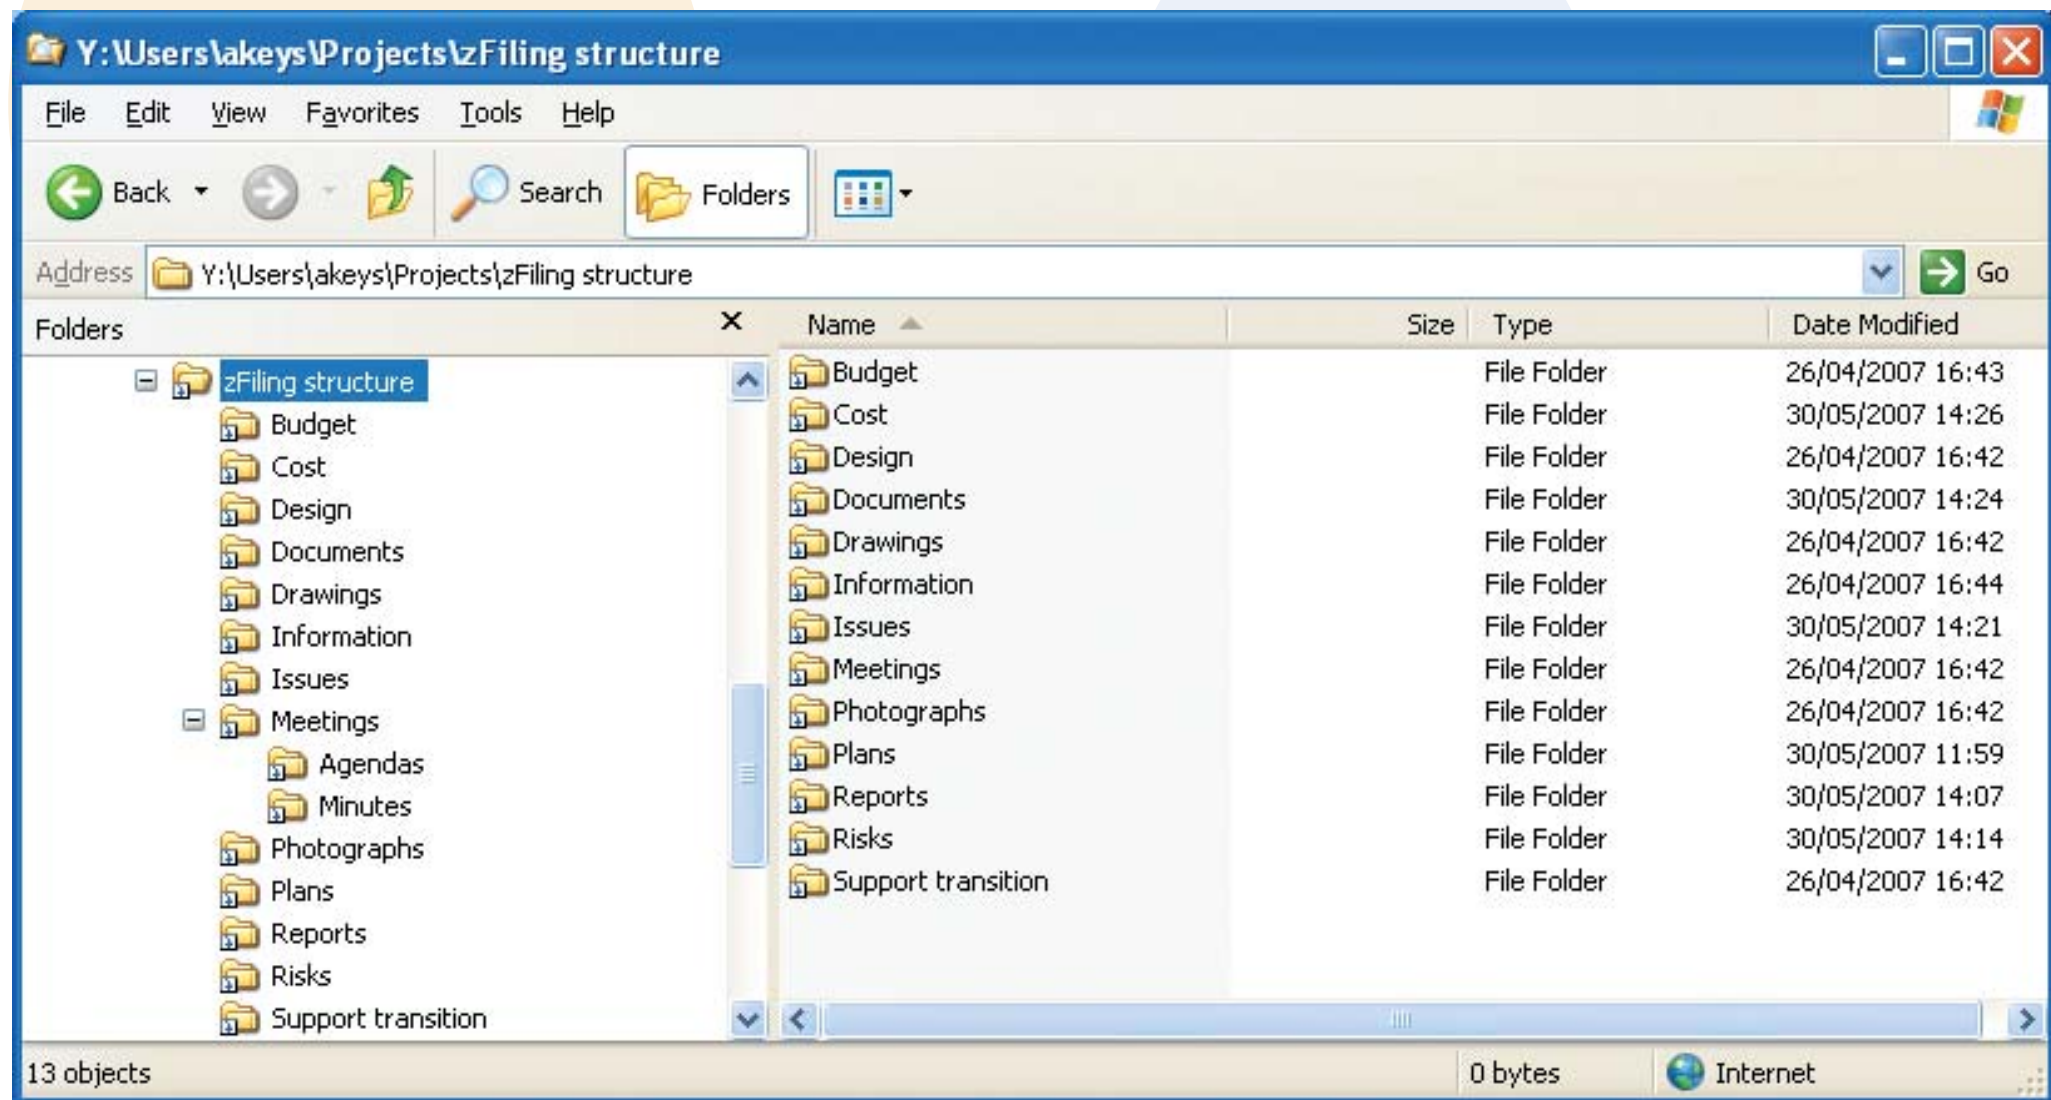 Y:\Users\akeys\Projects\zFiling structure
File Edit View Favorites Tools Help
Back Search Folders
Address Y:\Users\akeys\Projects\zFiling structure Go
Folders
zFiling structure
Budget
Cost
Design
Documents
Drawings
Information
Issues
Meetings
Agendas
Minutes
Photographs
Plans
Reports
Risks
Support transition
Name Size Type Date Modified
Budget File Folder 26/04/2007 16:43
Cost File Folder 30/05/2007 14:26
Design File Folder 26/04/2007 16:42
Documents File Folder 30/05/2007 14:24
Drawings File Folder 26/04/2007 16:42
Information File Folder 26/04/2007 16:44
Issues File Folder 30/05/2007 14:21
Meetings File Folder 26/04/2007 16:42
Photographs File Folder 26/04/2007 16:42
Plans File Folder 30/05/2007 11:59
Reports File Folder 30/05/2007 14:07
Risks File Folder 30/05/2007 14:14
Support transition File Folder 26/04/2007 16:42
13 objects 0 bytes Internet